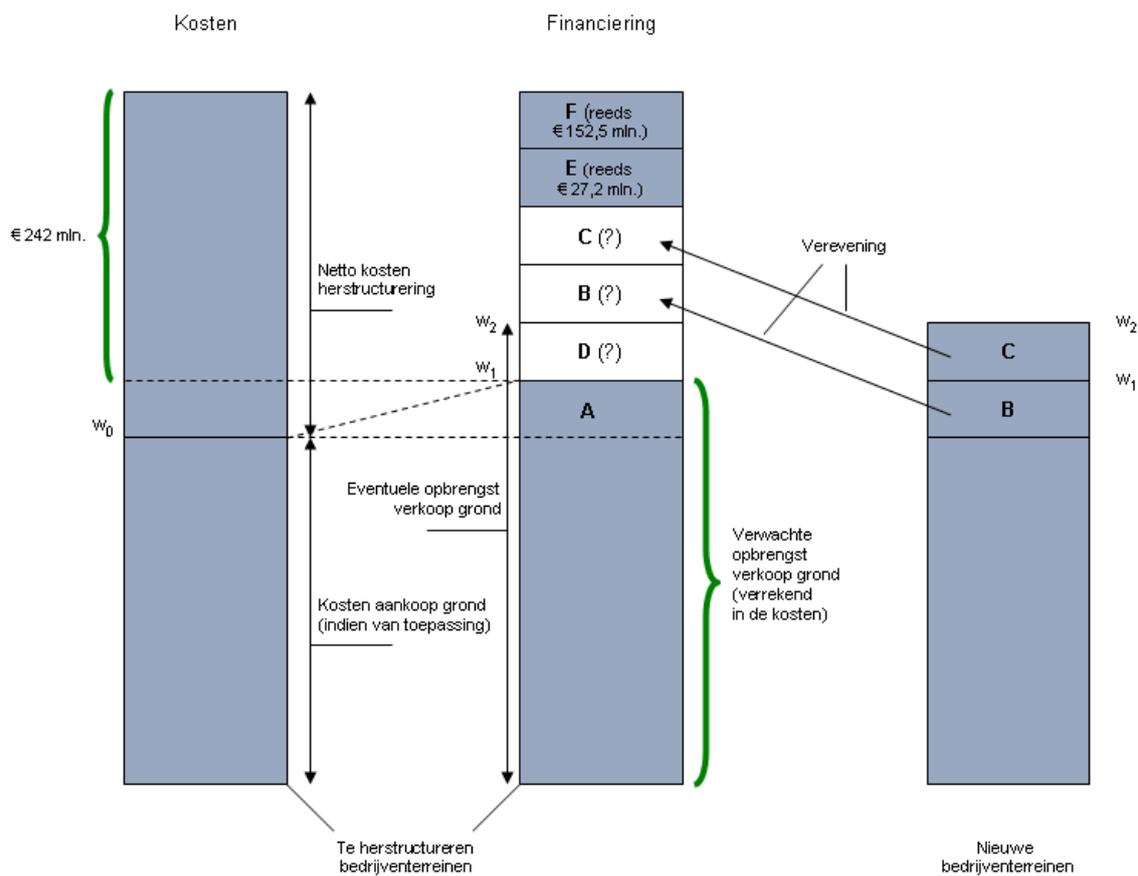 Kosten
Financiering
F (reeds
€ 152,5 mln.)
E (reeds
€ 27,2 mln.)
€ 242 mln.
C (?)
Verevening
Netto kosten
herstructurering
B (?)
W2
W2
D (?)
C
W1
W1
A
B
W0
Eventuele opbrengst
verkoop grond
Verwachte
opbrengst
verkoop grond
(verrekend
in de kosten)
Kosten aankoop grond
(indien van toepassing)
Te herstructureren
bedrijventerreinen
Nieuwe
bedrijventerreinen